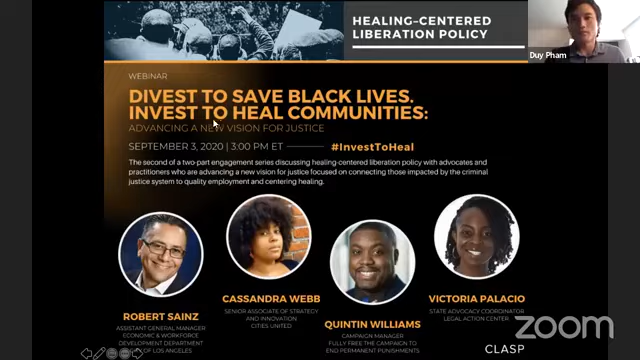 HEALING-CENTERED
LIBERATION POLICY
Duy Pham
WEBINAR
DIVEST TO SAVE BLACK LIVES.
INVEST TO HEAL COMMUNITIES:
ADVANCING A NEW VISION FOR JUSTICE
SEPTEMBER 3, 2020 | 3:00 PM ET
#InvestToHeal
The second of a two-part engagement series discussing healing-centered liberation policy with advocates and
practitioners who are advancing a new vision for justice focused on connecting those impacted by the criminal
justice system to quality employment and centering healing.
ROBERT SAINZ
ASSISTANT GENERAL MANAGER
ECONOMIC & WORKFORCE
DEVELOPMENT DEPARTMENT
OF LOS ANGELES
CASSANDRA WEBB
SENIOR ASSOCIATE OF STRATEGY
AND INNOVATION
CITIES UNITED
QUINTIN WILLIAMS
CAMPAIGN MANAGER
FULLY FREE THE CAMPAIGN TO
END PERMANENT PUNISHMENTS
VICTORIA PALACIO
STATE ADVOCACY COORDINATOR
LEGAL ACTION CENTER
zoom
CLASP